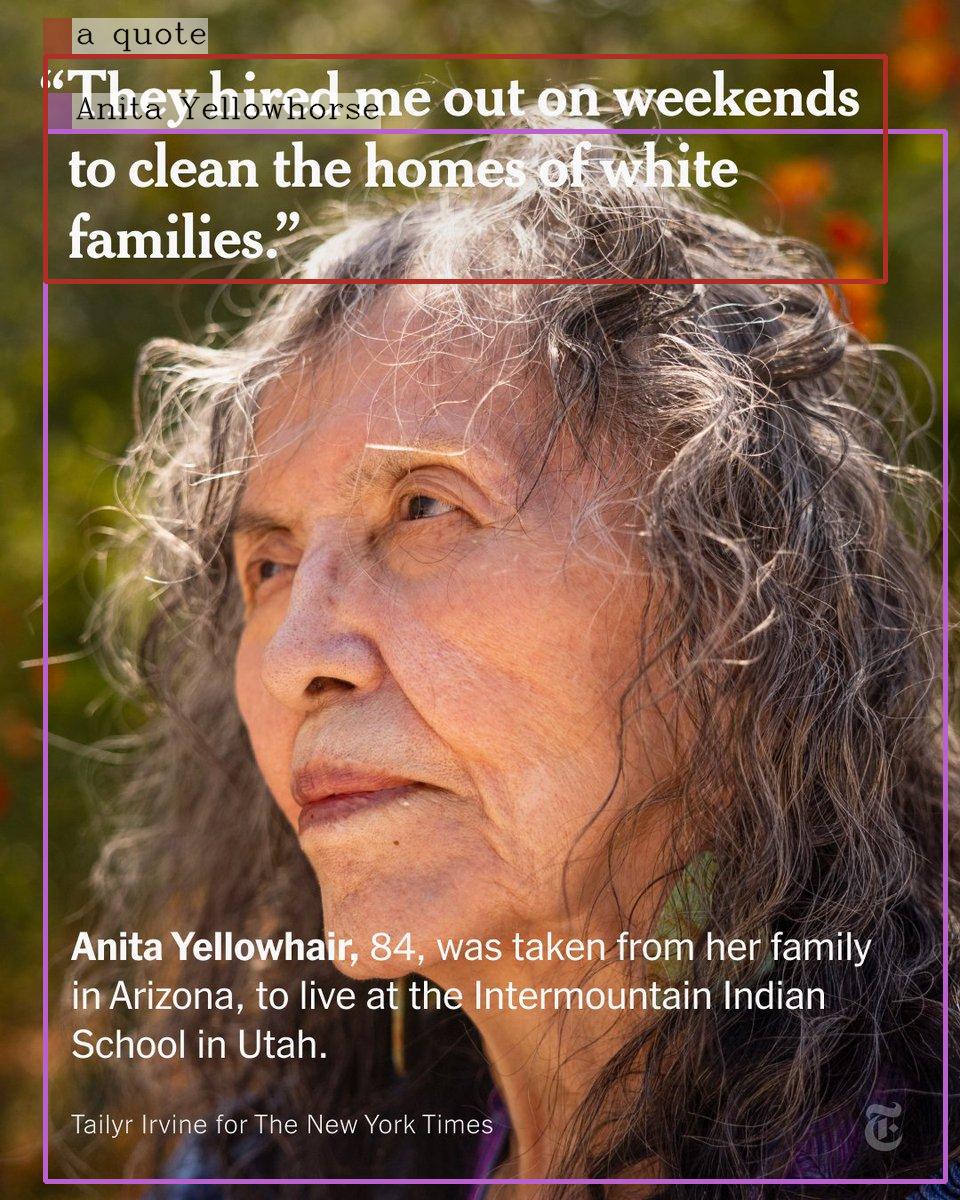 a quote
“They hired me out on weekends
Anita Yellowhorse
to clean the homes of white
families.”
Anita Yellowhair, 84, was taken from her family
in Arizona, to live at the Intermountain Indian
School in Utah.
Tailyr Irvine for The New York Times
T